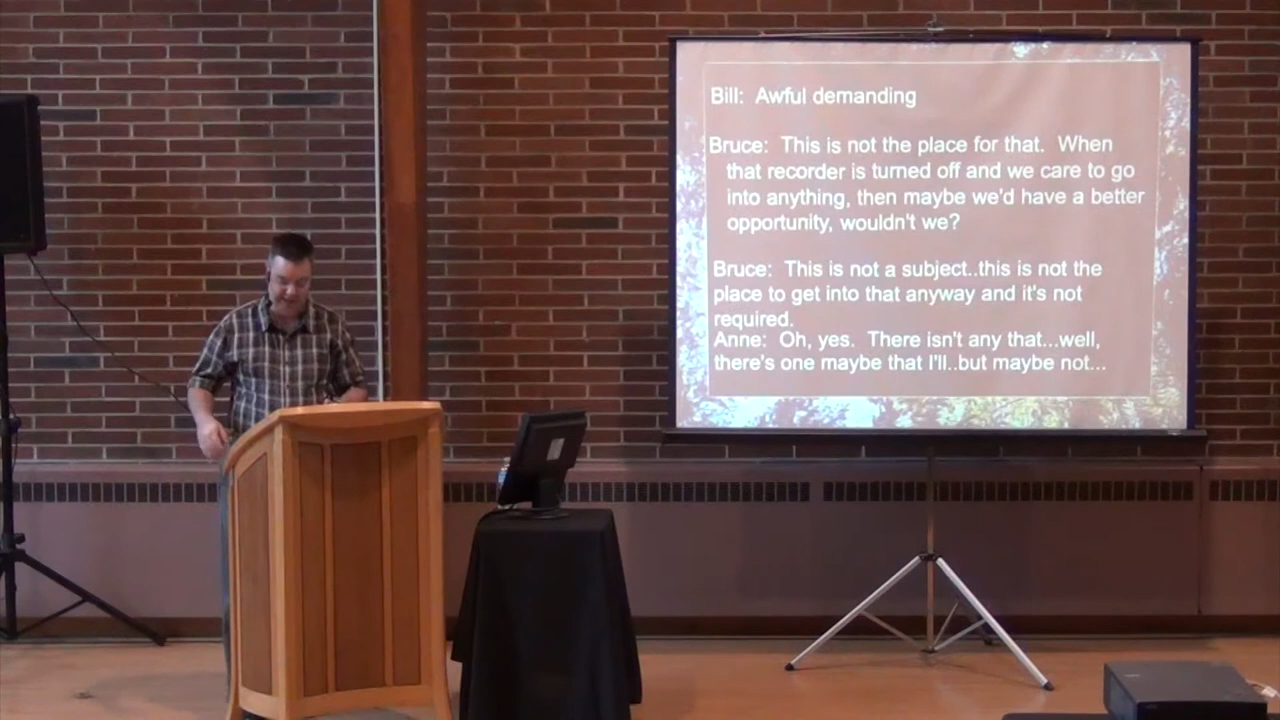 Bill:  Awful demanding
Bruce:  This is not the place for that.  When
that recorder is turned off and we care to go
into anything, then maybe we'd have a better
opportunity, wouldn't we?
Bruce:  This is not a subject..this is not the
place to get into that anyway and it's not
required.
Anne:  Oh, yes.  There isn't any that...well,
there's one maybe that I'll..but maybe not...